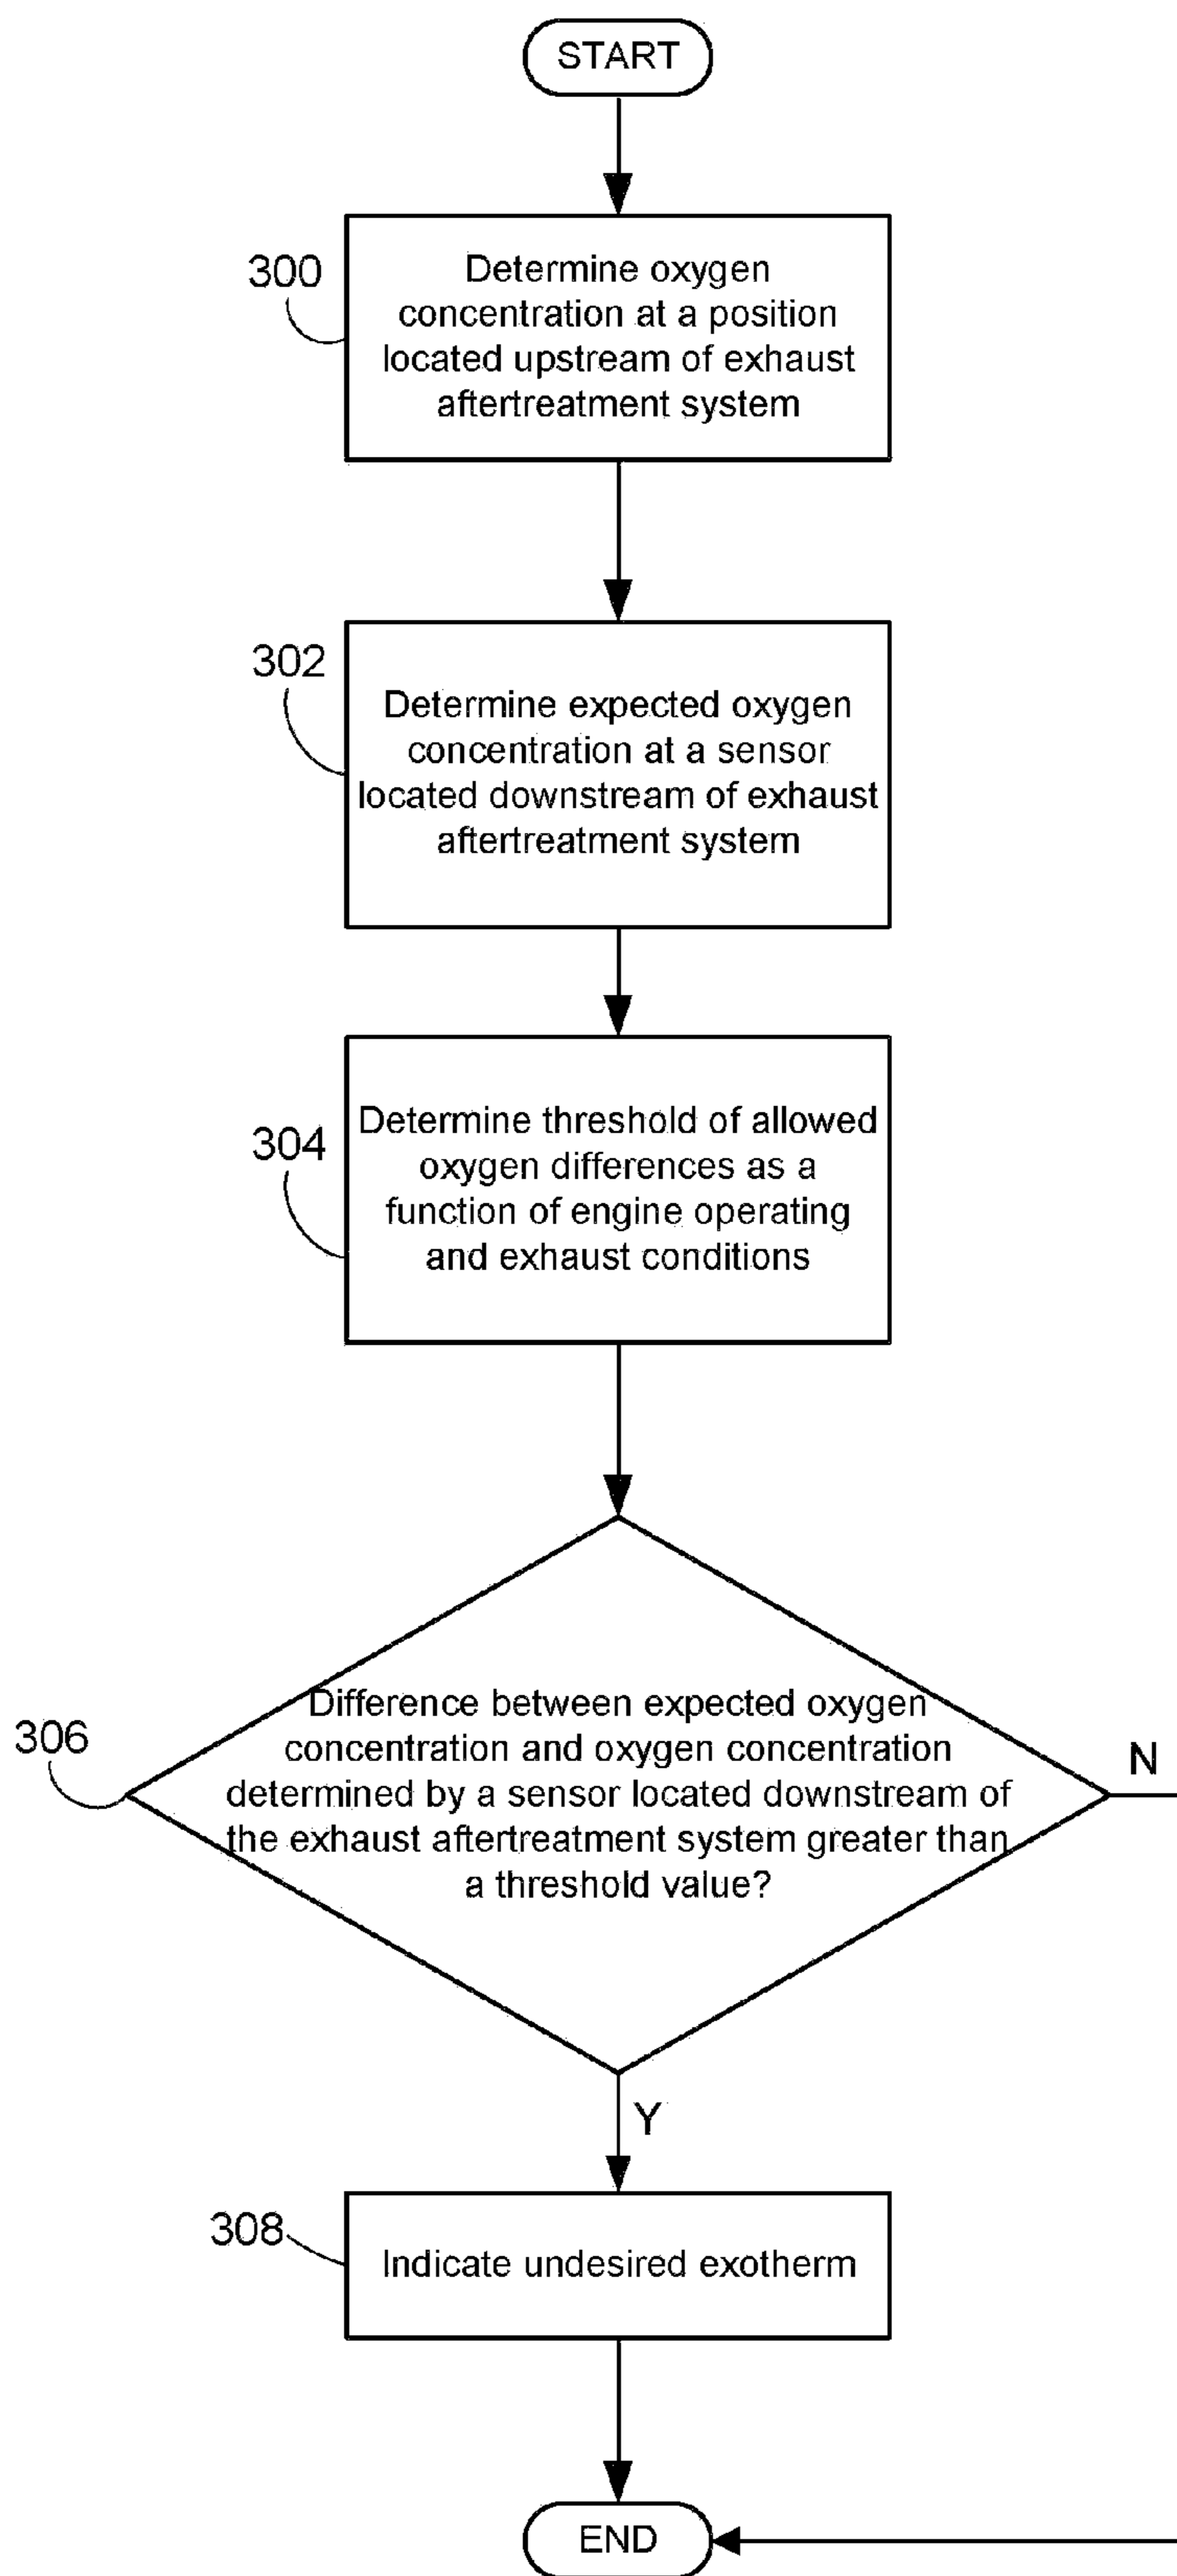 START
300
Determine oxygen
concentration at a position
located upstream of exhaust
aftertreatment system
302
Determine expected oxygen
concentration at a sensor
located downstream of exhaust
aftertreatment system
304
Determine threshold of allowed
oxygen differences as a
function of engine operating
and exhaust conditions
306
Difference between expected oxygen
concentration and oxygen concentration
determined by a sensor located downstream of
the exhaust aftertreatment system greater than
a threshold value?
N
Y
308
Indicate undesired exotherm
END